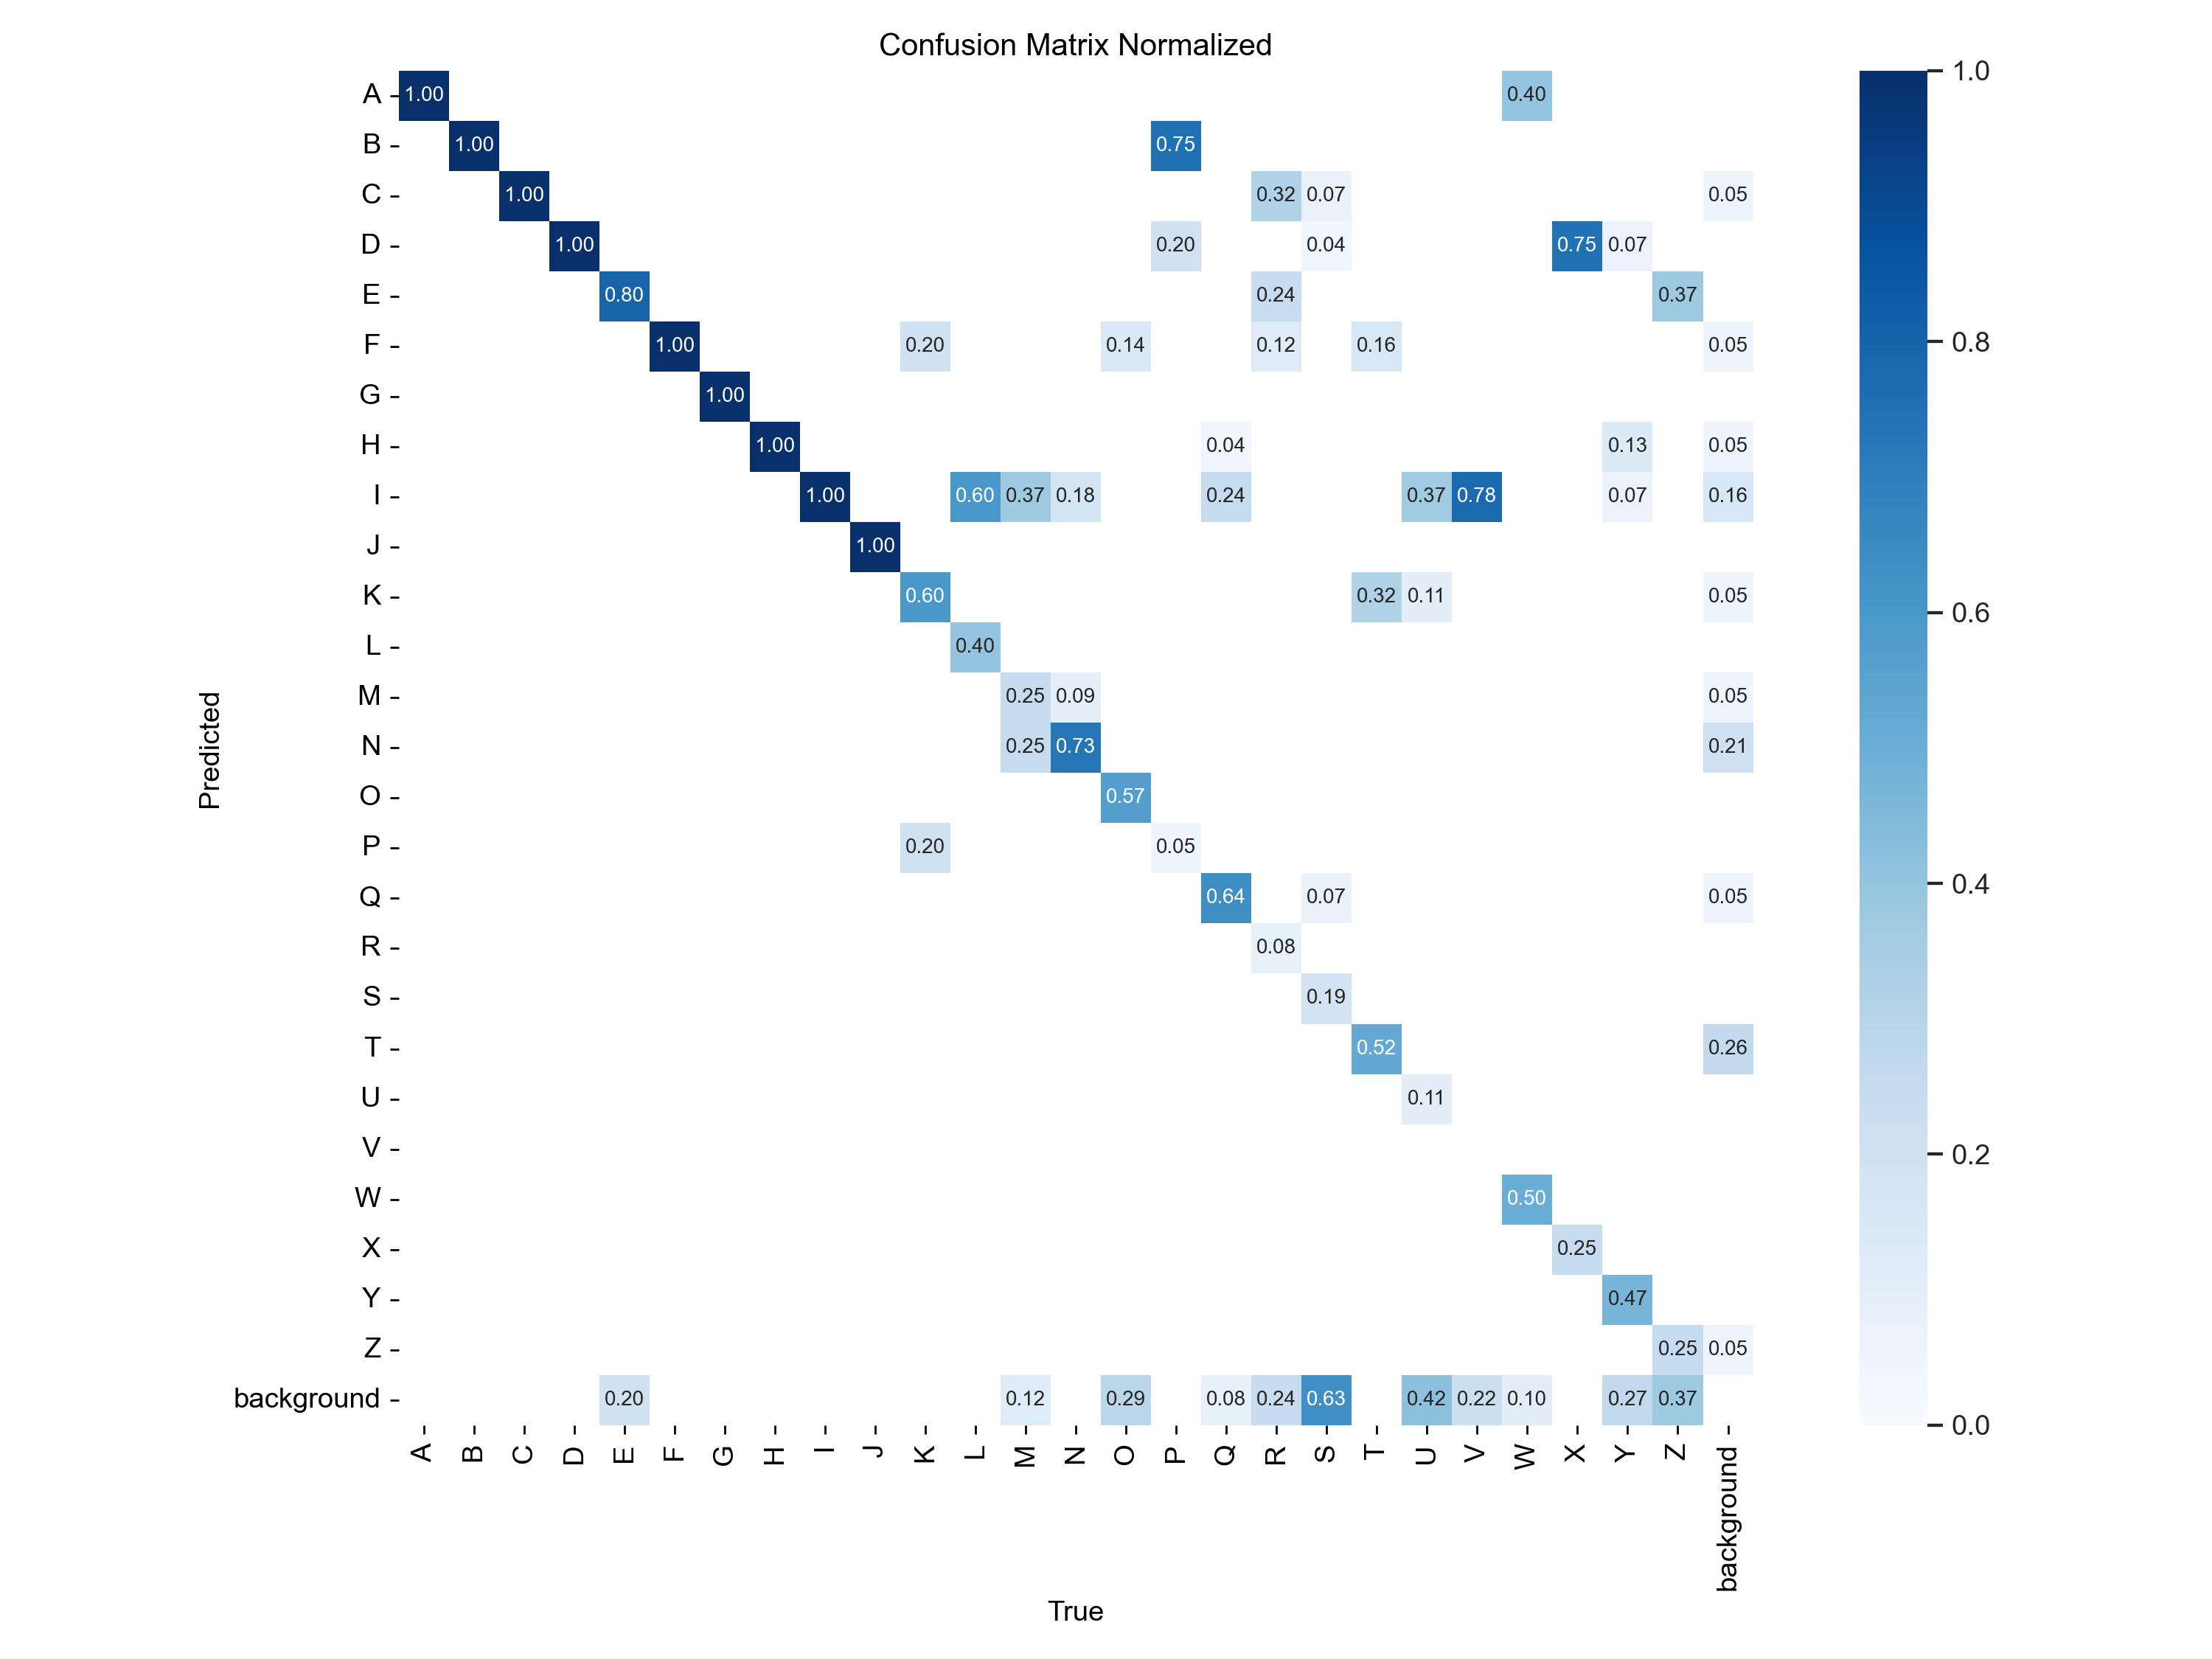 Confusion Matrix Normalized
A 1.00 0.40
B 1.00 0.75
C 1.00 0.32 0.07 0.05
D 1.00 0.20 0.04 0.75 0.07
E 0.80 0.24 0.37
F 1.00 0.20 0.14 0.12 0.16 0.05
G 1.00
H 1.00 0.04 0.13 0.05
I 1.00 0.60 0.37 0.18 0.24 0.37 0.78 0.07 0.16
J 1.00
K 0.60 0.32 0.11 0.05
L 0.40
M 0.25 0.09 0.05
N 0.25 0.73 0.21
O 0.57
P 0.20 0.05
Q 0.64 0.07 0.05
R 0.08
S 0.19
T 0.52 0.26
U 0.11
V
W 0.50
X 0.25
Y 0.47
Z 0.25 0.05
background 0.20 0.12 0.29 0.08 0.24 0.63 0.42 0.22 0.10 0.27 0.37
A B C D E F G H I J K L M N O P Q R S T U V W X Y Z background
Predicted
True
1.0
0.8
0.6
0.4
0.2
0.0